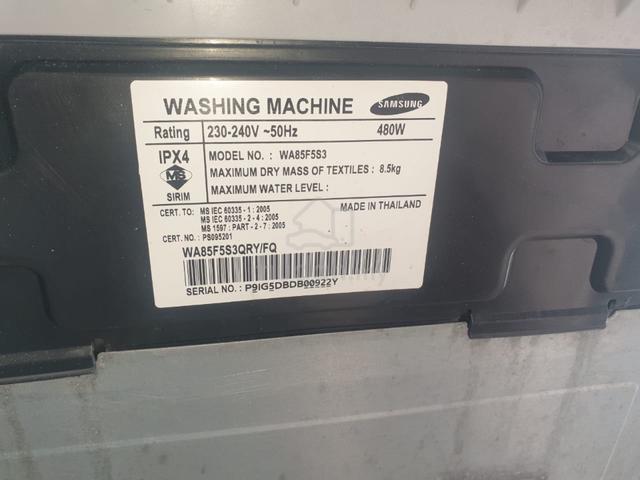 WASHING MACHINE SAMSUNG
Rating 230-240V ~50Hz 480W
IPX4 MODEL NO. : WA85F5S3
MAXIMUM DRY MASS OF TEXTILES : 8.5kg
MS SIRIM MAXIMUM WATER LEVEL :
CERT. TO: MS IEC 60335 - 1 : 2005 MADE IN THAILAND
MS IEC 60335 - 2 - 4 : 2005
MS 1597 : PART - 2 - 7 : 2005
CERT.NO. : PS095201
WA85F5S3QRY/FQ
SERIAL NO. : P9IG5DBDB00922Y